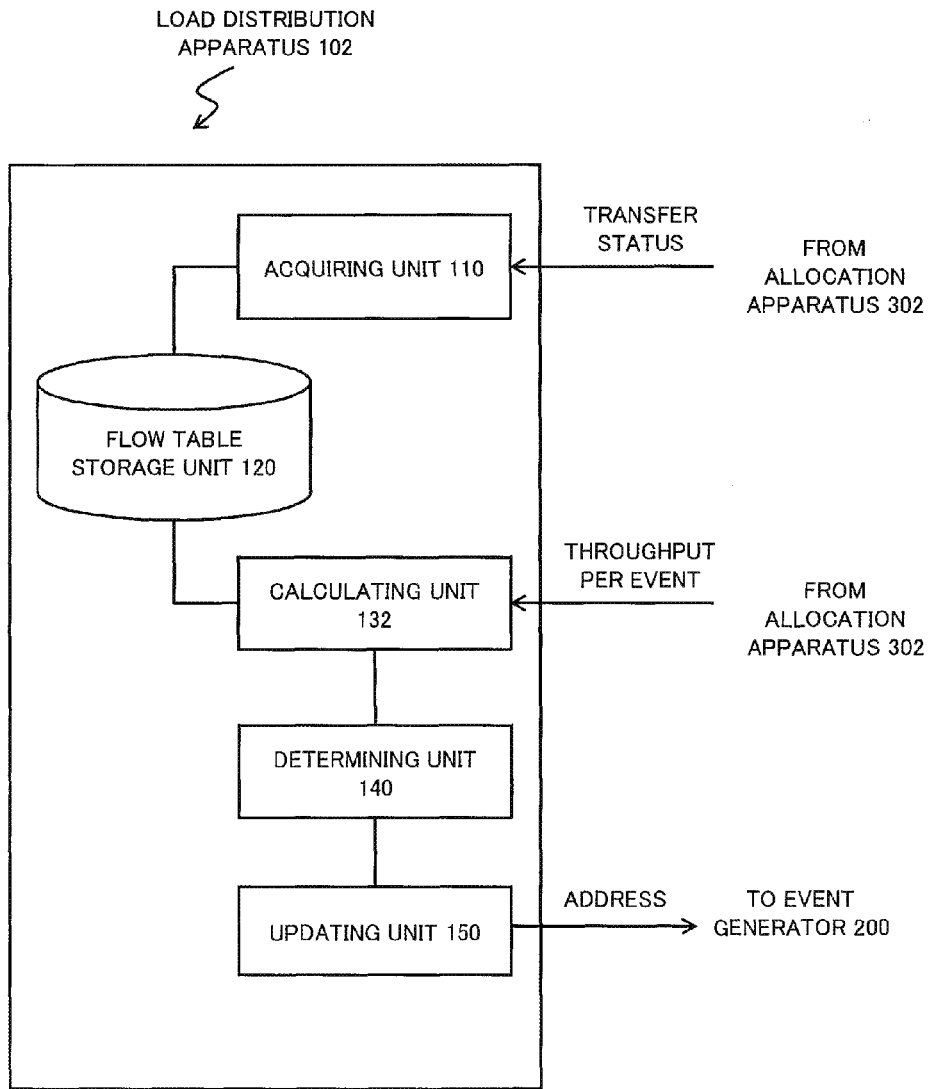 LOAD DISTRIBUTION
APPARATUS 102
TRANSFER
STATUS
ACQUIRING UNIT 110
FROM
ALLOCATION
APPARATUS 302
FLOW TABLE
STORAGE UNIT 120
THROUGHPUT
PER EVENT
CALCULATING UNIT
132
FROM
ALLOCATION
APPARATUS 302
DETERMINING UNIT
140
UPDATING UNIT 150
ADDRESS
TO EVENT
GENERATOR 200